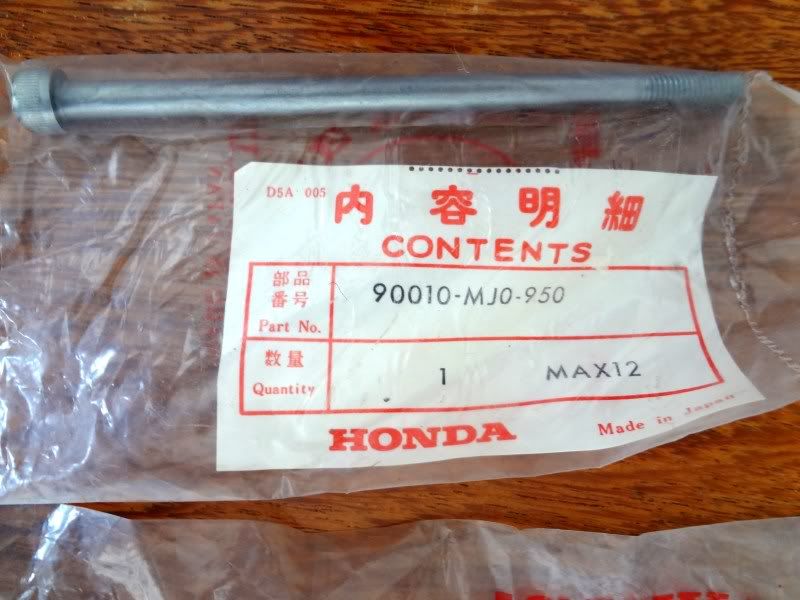 D5A 005
内容明細
CONTENTS
部品
番号
Part No.
90010-MJ0-950
数量
Quantity
1 MAX12
HONDA
Made in Japan